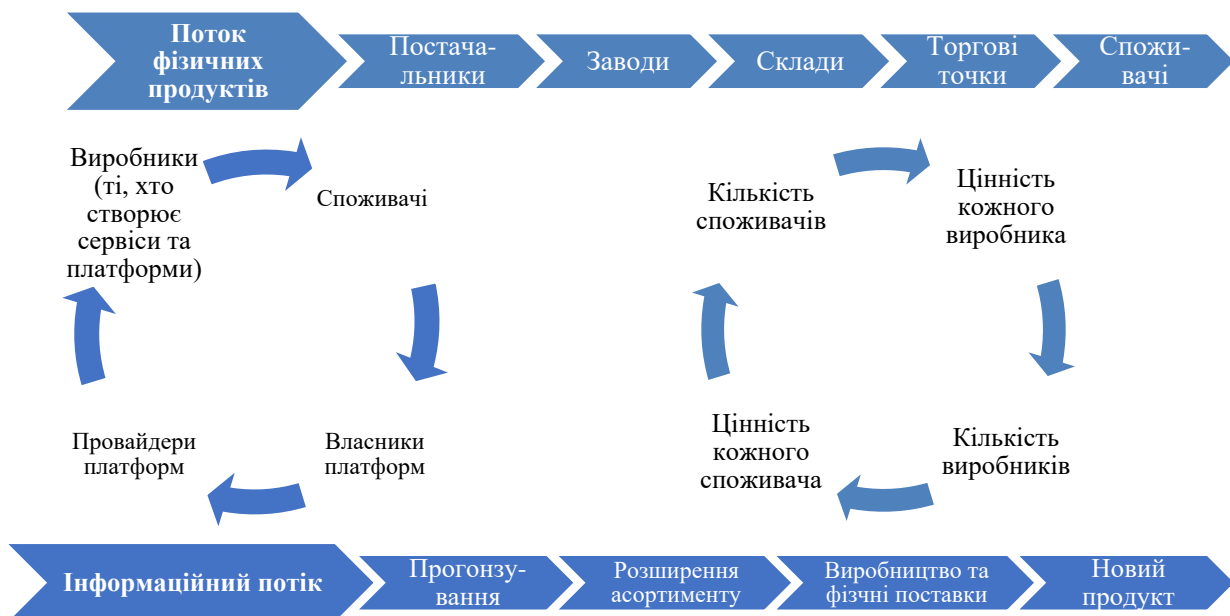 Поток
фізичних
продуктів
Постача-
льники
Заводи
Склади
Торгові
точки
Спожи-
вачі
Виробники
(ті, хто
створює
сервіси та
платформи)
Споживачі
Власники
платформ
Провайдери
платформ
Кількість
споживачів
Цінність
кожного
виробника
Кількість
виробників
Цінність
кожного
споживача
Інформаційний потік
Прогонзу-
вання
Розширення
асортименту
Виробництво та
фізчні поставки
Новий
продукт